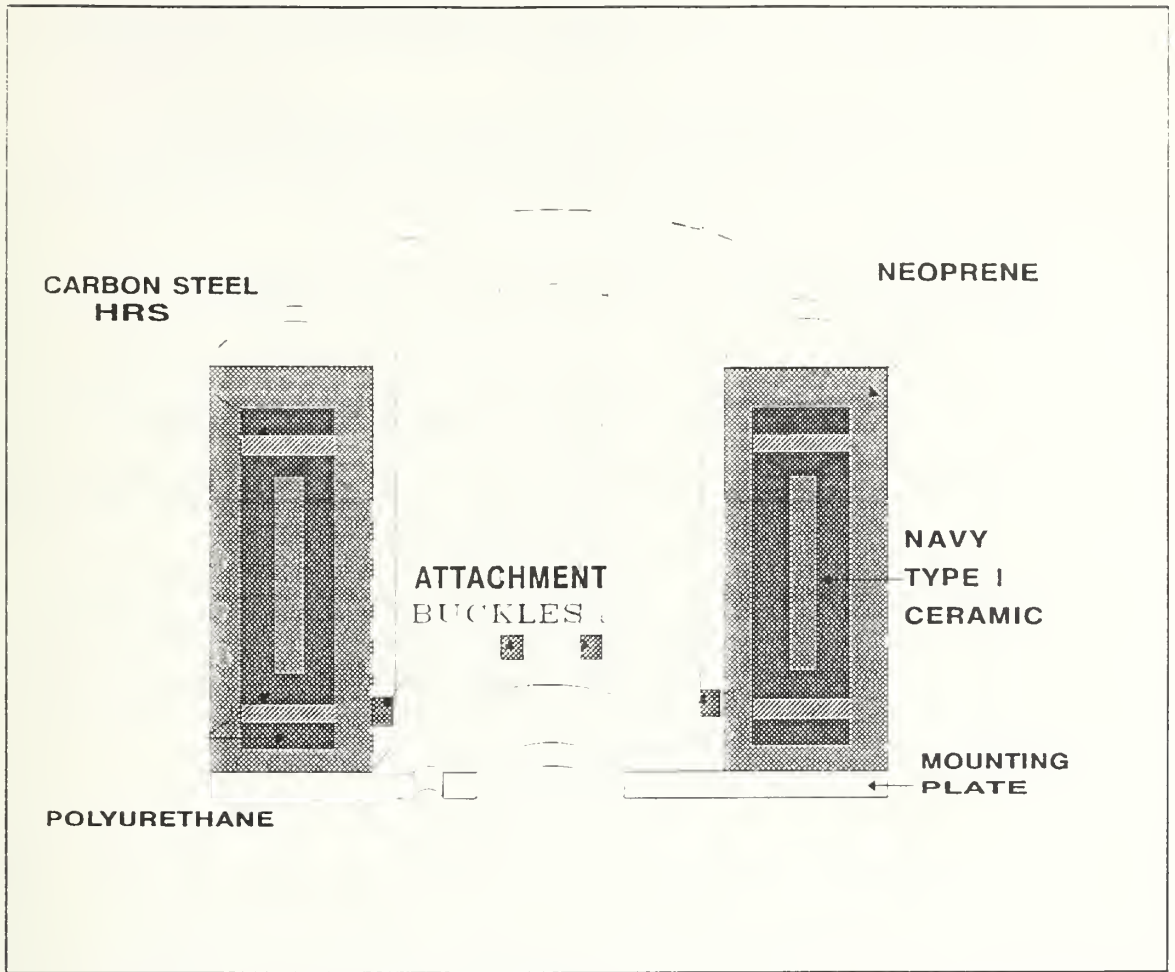 CARBON STEEL
HRS
NEOPRENE
ATTACHMENT
BUCKLES
NAVY
TYPE I
CERAMIC
MOUNTING
PLATE
POLYURETHANE